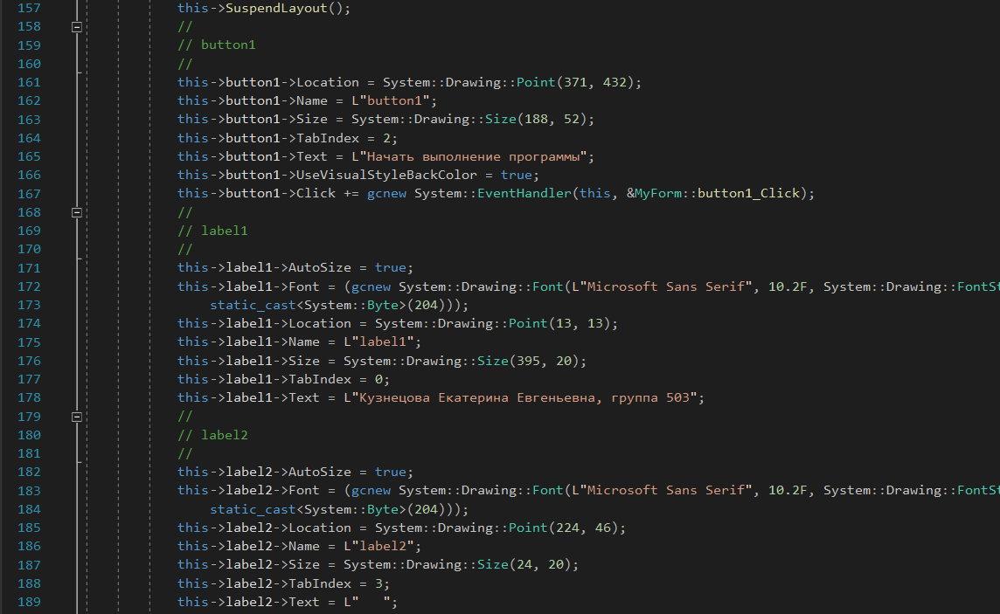 157 this->SuspendLayout();
158 //
159 // button1
160 //
161 this->button1->Location = System::Drawing::Point(371, 432);
162 this->button1->Name = L"button1";
163 this->button1->Size = System::Drawing::Size(188, 52);
164 this->button1->TabIndex = 2;
165 this->button1->Text = L"Начать выполнение программы";
166 this->button1->UseVisualStyleBackColor = true;
167 this->button1->Click += gcnew System::EventHandler(this, &MyForm::button1_Click);
168 //
169 // label1
170 //
171 this->label1->AutoSize = true;
172 this->label1->Font = (gcnew System::Drawing::Font(L"Microsoft Sans Serif", 10.2F, System::Drawing::FontSt
173 static_cast<System::Byte>(204)));
174 this->label1->Location = System::Drawing::Point(13, 13);
175 this->label1->Name = L"label1";
176 this->label1->Size = System::Drawing::Size(395, 20);
177 this->label1->TabIndex = 0;
178 this->label1->Text = L"Кузнецова Екатерина Евгеньевна, группа 503";
179 //
180 // label2
181 //
182 this->label2->AutoSize = true;
183 this->label2->Font = (gcnew System::Drawing::Font(L"Microsoft Sans Serif", 10.2F, System::Drawing::FontSt
184 static_cast<System::Byte>(204)));
185 this->label2->Location = System::Drawing::Point(224, 46);
186 this->label2->Name = L"label2";
187 this->label2->Size = System::Drawing::Size(24, 20);
188 this->label2->TabIndex = 3;
189 this->label2->Text = L"   ";